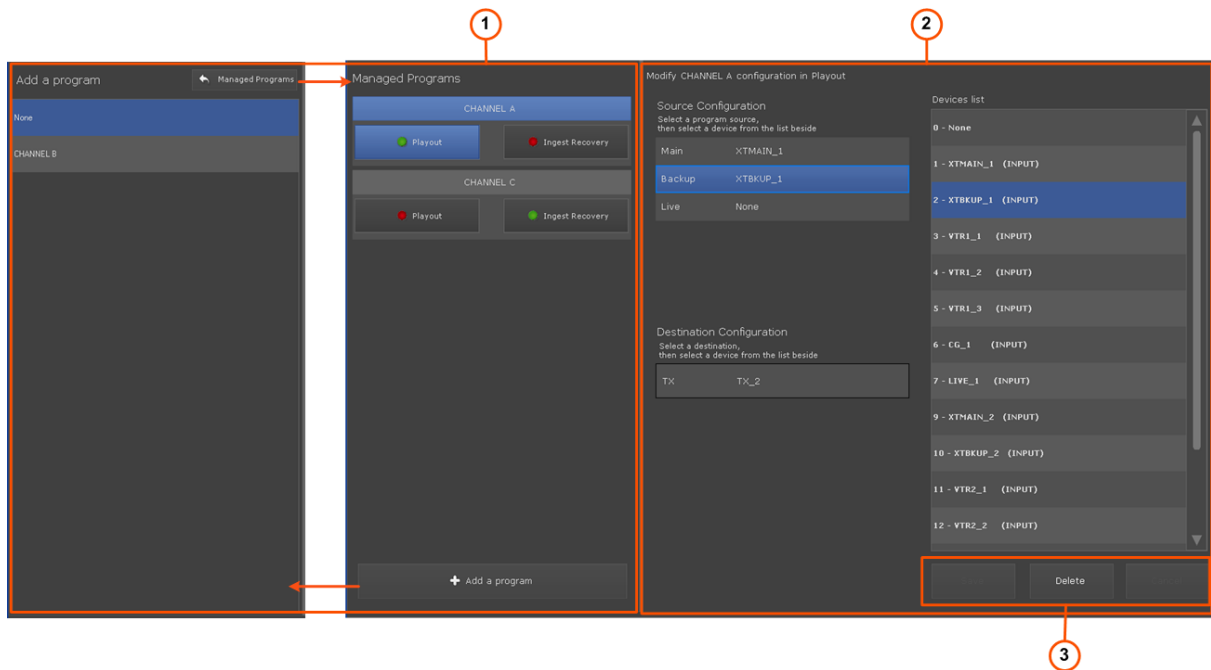 1
2
Add a program
Managed Programs
None
CHANNEL B
Managed Programs
CHANNEL A
Playout
Ingest Recovery
CHANNEL C
Playout
Ingest Recovery
Add a program
Modify CHANNEL A configuration in Playout
Source Configuration
Select a program source,
then select a device from the list beside
Main XTMAIN_1
Backup XTBKUP_1
Live None
Destination Configuration
Select a destination,
then select a device from the list beside
TX TX_2
Devices list
0 - None
1 - XTMAIN_1 (INPUT)
2 - XTBKUP_1 (INPUT)
3 - VTR1_1 (INPUT)
4 - VTR1_2 (INPUT)
5 - VTR1_3 (INPUT)
6 - CG_1 (INPUT)
7 - LIVE_1 (INPUT)
9 - XTMAIN_2 (INPUT)
10 - XTBKUP_2 (INPUT)
11 - VTR2_1 (INPUT)
12 - VTR2_2 (INPUT)
Delete
3